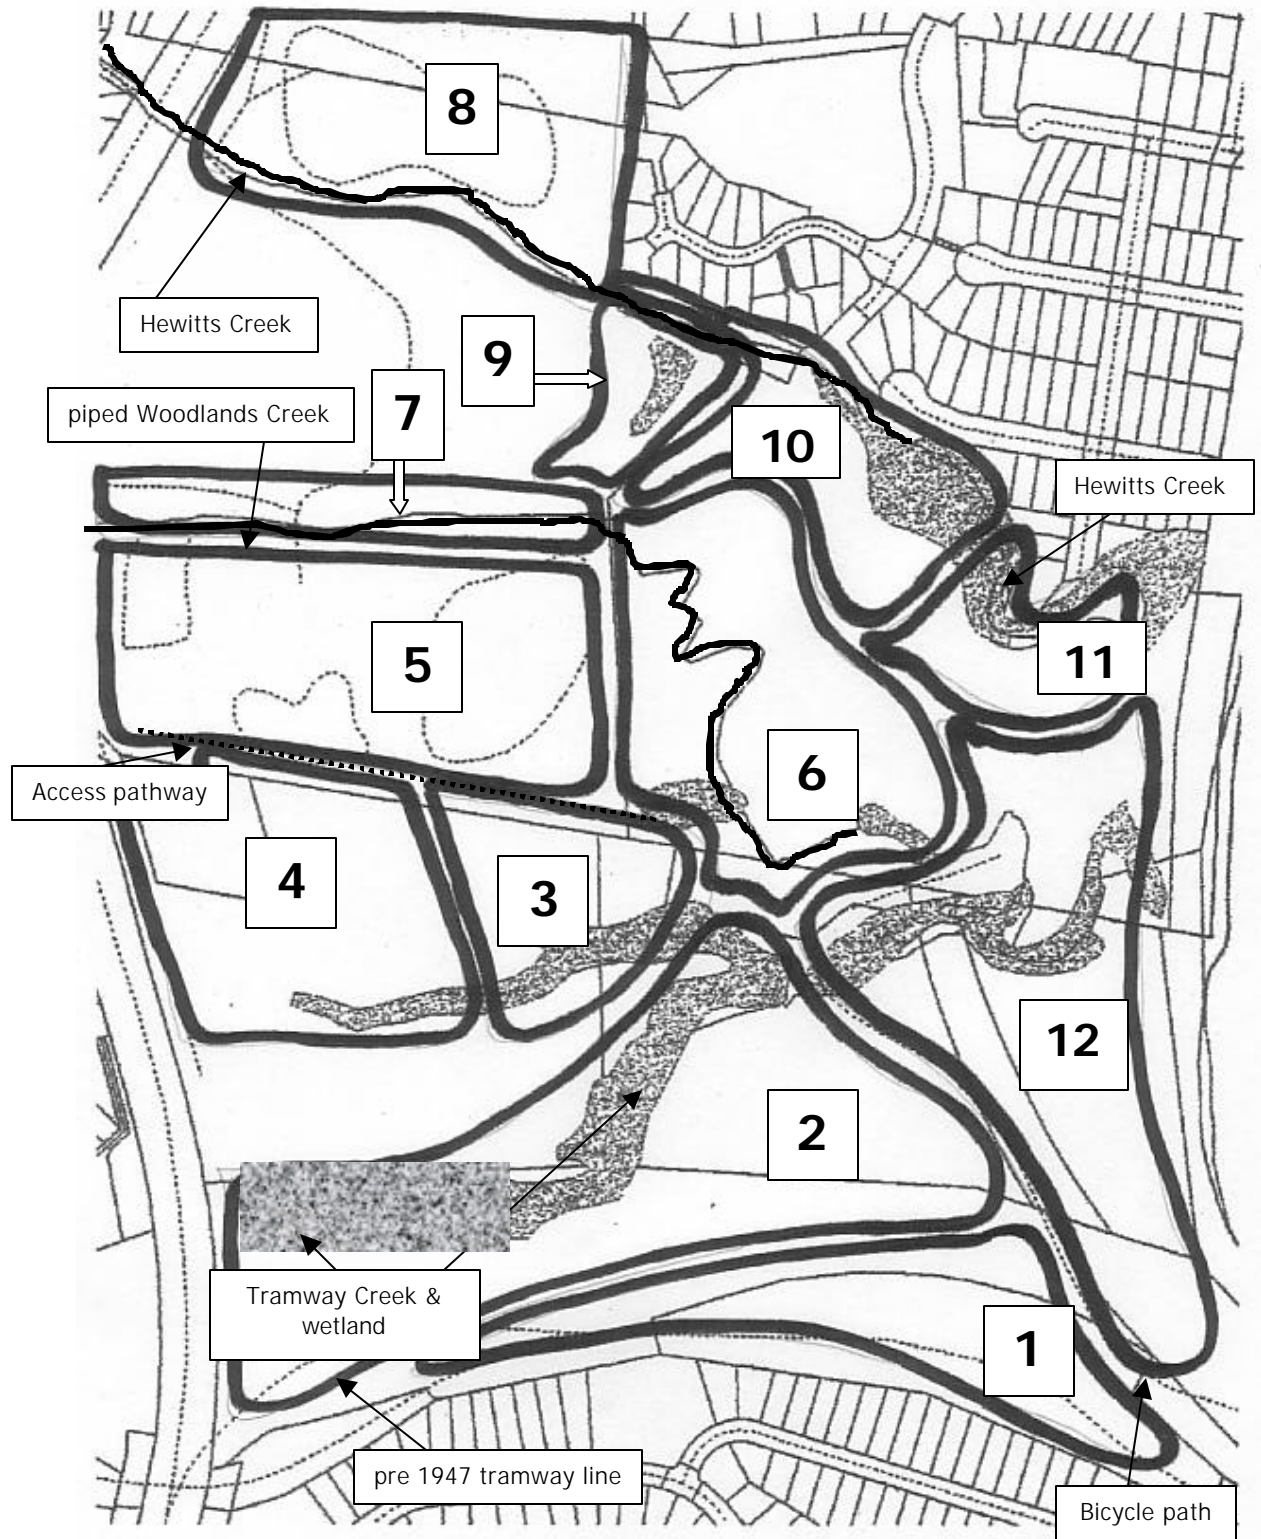 8
Hewitts Creek
9
7
piped Woodlands Creek
10
Hewitts Creek
5
11
6
Access pathway
4
3
12
2
Tramway Creek &
wetland
1
pre 1947 tramway line
Bicycle path